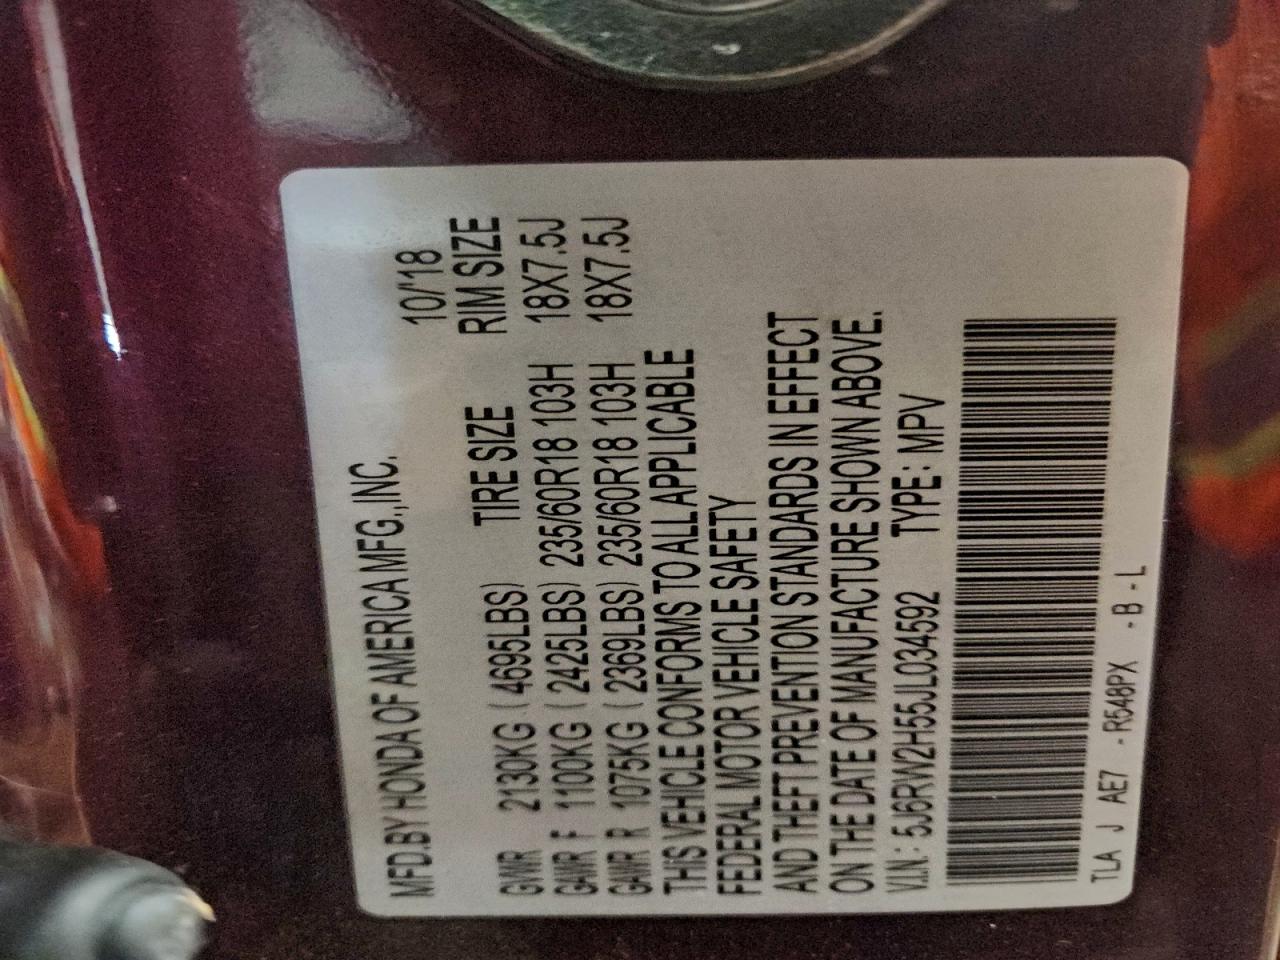 MFD.BY HONDA OF AMERICA MFG.,INC.
10/'18
TIRE SIZE RIM SIZE
GVWR 2130KG ( 4695LBS)
GAWR F 1100KG ( 2425LBS) 235/60R18 103H 18X7.5J
GAWR R 1075KG ( 2369LBS) 235/60R18 103H 18X7.5J
THIS VEHICLE CONFORMS TO ALL APPLICABLE
FEDERAL MOTOR VEHICLE SAFETY
AND THEFT PREVENTION STANDARDS IN EFFECT
ON THE DATE OF MANUFACTURE SHOWN ABOVE.
V.I.N.: 5J6RW2H55JL034592 TYPE: MPV
TLA J AE7 - R548PX - B - L